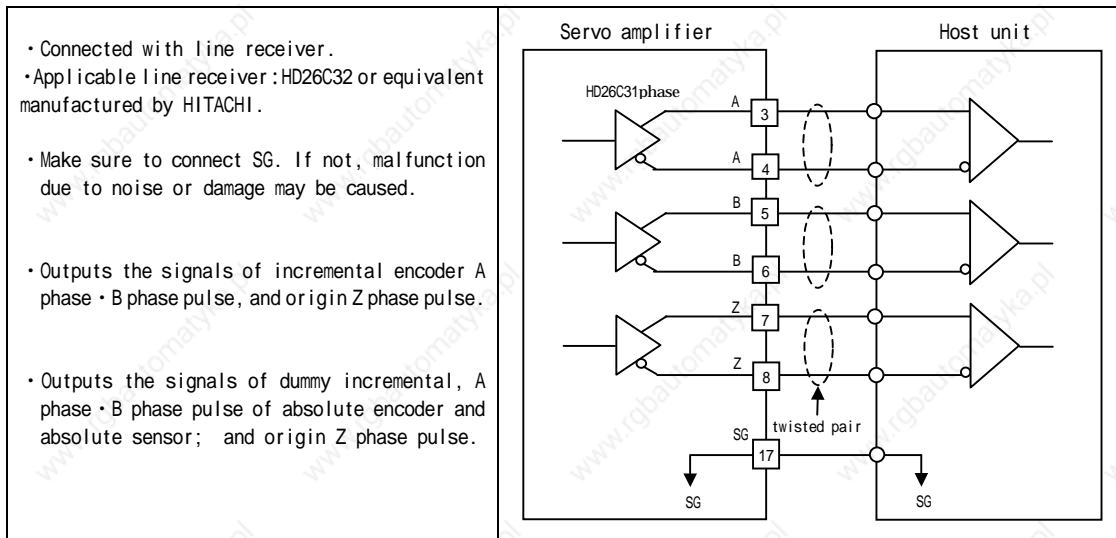 ・Connected with line receiver.
・Applicable line receiver:HD26C32 or equivalent
manufactured by HITACHI.
・Make sure to connect SG. If not, malfunction
due to noise or damage may be caused.
・Outputs the signals of incremental encoder A
phase・B phase pulse, and origin Z phase pulse.
・Outputs the signals of dummy incremental, A
phase・B phase pulse of absolute encoder and
absolute sensor; and origin Z phase pulse.
Servo amplifier
Host unit
HD26C31phase
A
3
A
4
B
5
B
6
Z
7
Z
8
twisted pair
SG
17
SG
SG
www.rgbautomatyka.pl